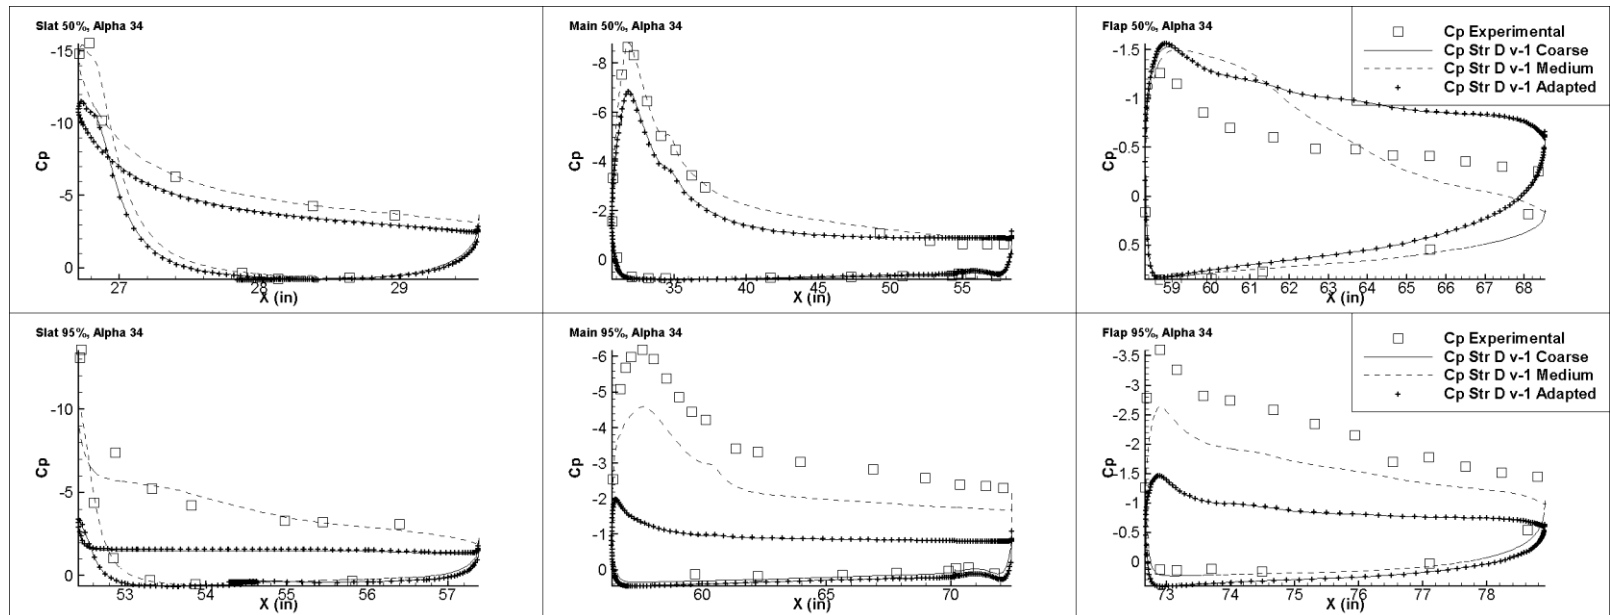 Slat 50%, Alpha 34
-15
-10
-5
0
Cp
27
28
29
X (in)
Main 50%, Alpha 34
-8
-6
-4
-2
0
Cp
35
40
45
50
55
X (in)
Flap 50%, Alpha 34
Cp Experimental
Cp Str D v-1 Coarse
Cp Str D v-1 Medium
Cp Str D v-1 Adapted
-1.5
-1
-0.5
0
0.5
Cp
59
60
61
62
63
64
65
66
67
68
X (in)
Slat 95%, Alpha 34
-10
-5
0
Cp
53
54
55
56
57
X (in)
Main 95%, Alpha 34
-6
-5
-4
-3
-2
-1
0
Cp
60
70
X (in)
Flap 95%, Alpha 34
Cp Experimental
Cp Str D v-1 Coarse
Cp Str D v-1 Medium
Cp Str D v-1 Adapted
-3.5
-3
-2.5
-2
-1.5
-1
-0.5
0
Cp
73
74
75
76
77
78
X (in)